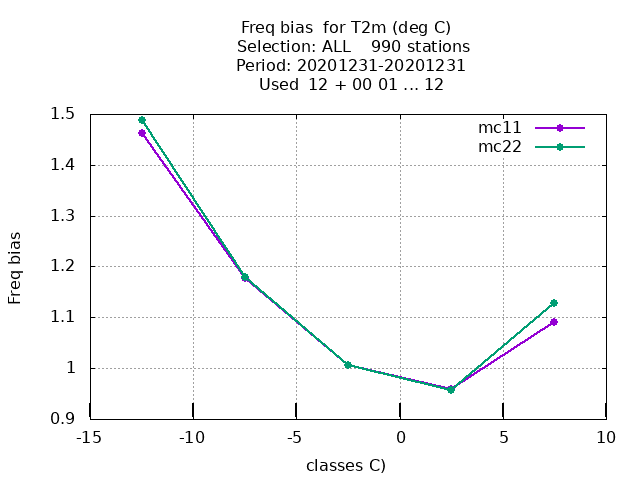 Freq bias  for T2m (deg C)
Selection: ALL    990 stations
Period: 20201231-20201231
Used  12 + 00 01 ... 12
mc11
mc22
1.5
1.4
1.3
1.2
1.1
1
0.9
Freq bias
-15 -10 -5 0 5 10
classes C)